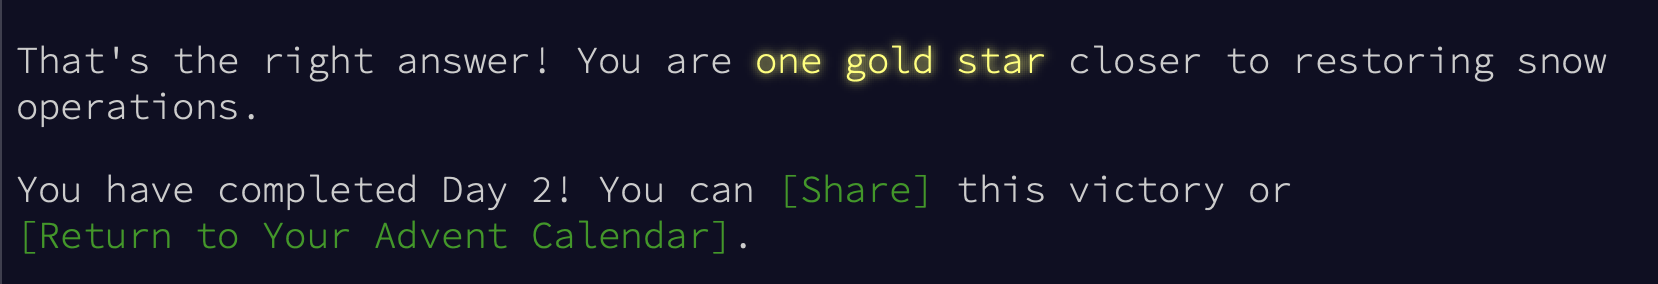 That's the right answer! You are one gold star closer to restoring snow
operations.
You have completed Day 2! You can [Share] this victory or
[Return to Your Advent Calendar].